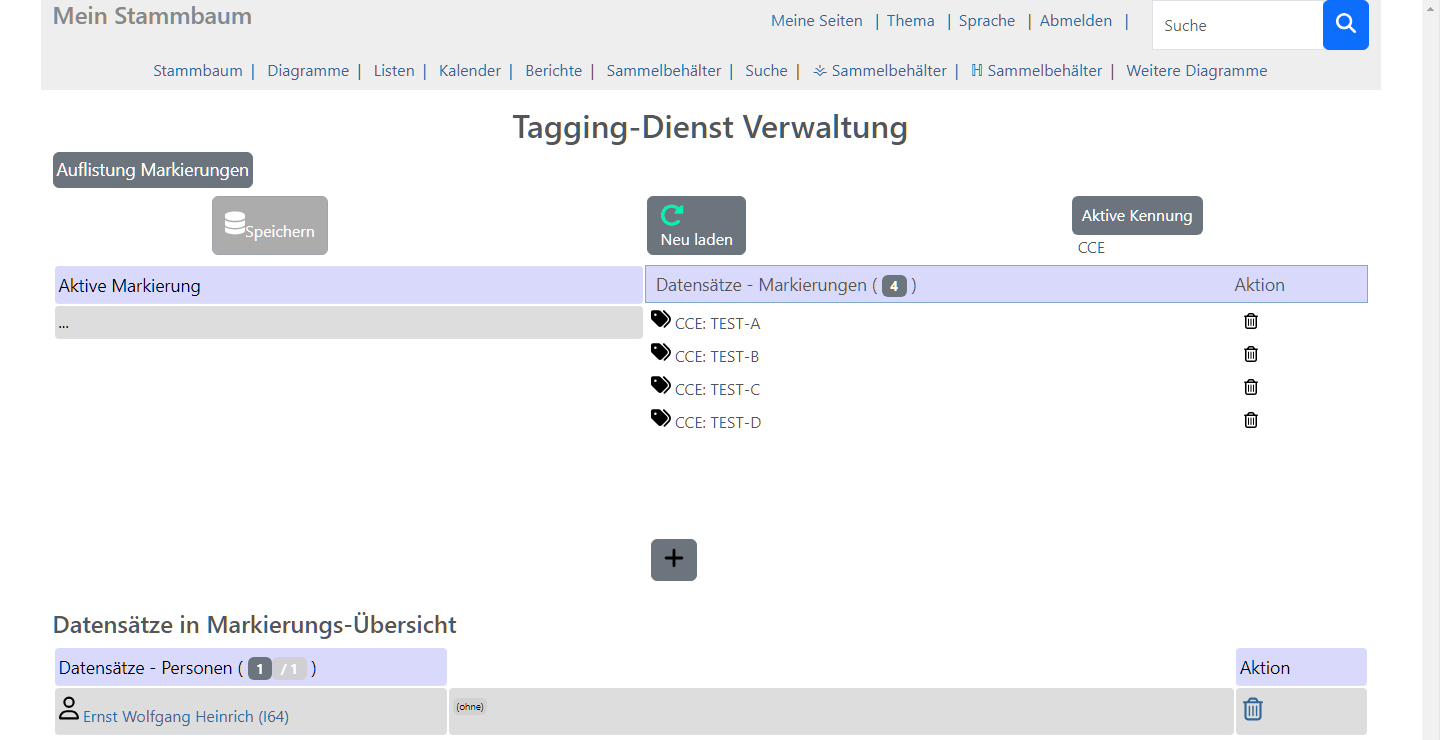 Mein Stammbaum
Meine Seiten | Thema | Sprache | Abmelden |
Suche
Stammbaum | Diagramme | Listen | Kalender | Berichte | Sammelbehälter | Suche | Sammelbehälter | ℍ Sammelbehälter | Weitere Diagramme
Tagging-Dienst Verwaltung
Auflistung Markierungen
Speichern
Neu laden
Aktive Kennung
CCE
Aktive Markierung
...
Datensätze - Markierungen ( 4 ) Aktion
CCE: TEST-A
CCE: TEST-B
CCE: TEST-C
CCE: TEST-D
Datensätze in Markierungs-Übersicht
Datensätze - Personen ( 1 / 1 ) Aktion
Ernst Wolfgang Heinrich (I64) (ohne)